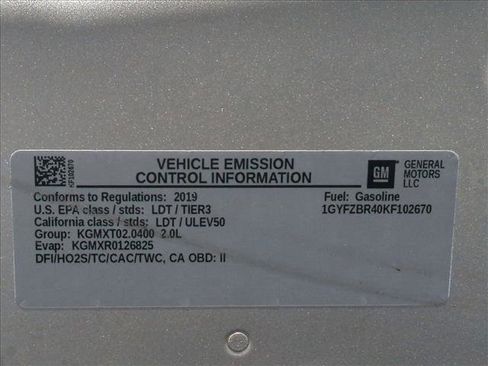 KF102670
VEHICLE EMISSION
CONTROL INFORMATION
GM
GENERAL
MOTORS
LLC
Conforms to Regulations: 2019
Fuel: Gasoline
U.S. EPA class / stds: LDT / TIER3
1GYFZBR40KF102670
California class / stds: LDT / ULEV50
Group: KGMXT02.0400 2.0L
Evap: KGMXR0126825
DFI/HO2S/TC/CAC/TWC, CA OBD: II